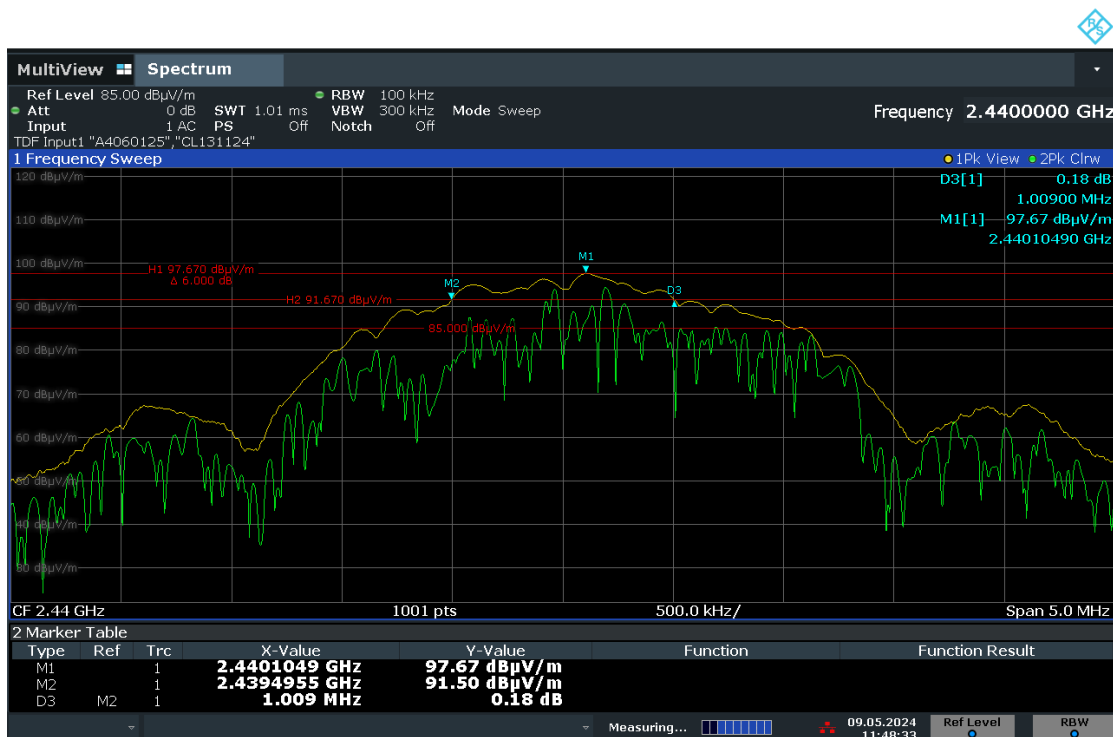 R&S
MultiView Spectrum
Ref Level 85.00 dBµV/m RBW 100 kHz
Att 0 dB SWT 1.01 ms VBW 300 kHz Mode Sweep Frequency 2.4400000 GHz
Input 1 AC PS Off Notch Off
TDF Input1 "A4060125","CL131124"
1 Frequency Sweep 1Pk View 2Pk Clrw
120 dBµV/m
D3[1] 0.18 dB
1.00900 MHz
110 dBµV/m
M1[1] 97.67 dBµV/m
2.44010490 GHz
M1
100 dBµV/m
H1 97.670 dBµV/m
Δ 6.000 dB
M2
D3
H2 91.670 dBµV/m
90 dBµV/m
85.000 dBµV/m
80 dBµV/m
70 dBµV/m
60 dBµV/m
50 dBµV/m
40 dBµV/m
30 dBµV/m
CF 2.44 GHz 1001 pts 500.0 kHz/ Span 5.0 MHz
2 Marker Table
Type Ref Trc X-Value Y-Value Function Function Result
M1 1 2.4401049 GHz 97.67 dBµV/m
M2 1 2.4394955 GHz 91.50 dBµV/m
D3 M2 1 1.009 MHz 0.18 dB
Measuring... 09.05.2024 Ref Level RBW
11:48:33